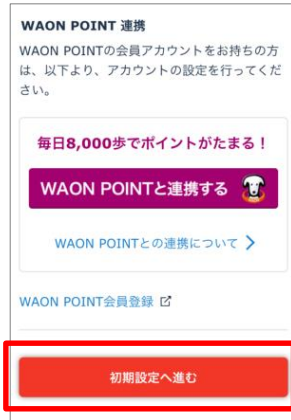 WAON POINT 連携
WAON POINTの会員アカウントをお持ちの方
は、以下より、アカウントの設定を行ってくだ
さい。
毎日8,000歩でポイントがたまる！
WAON POINTと連携する
WAON POINTとの連携について
WAON POINT会員登録
初期設定へ進む